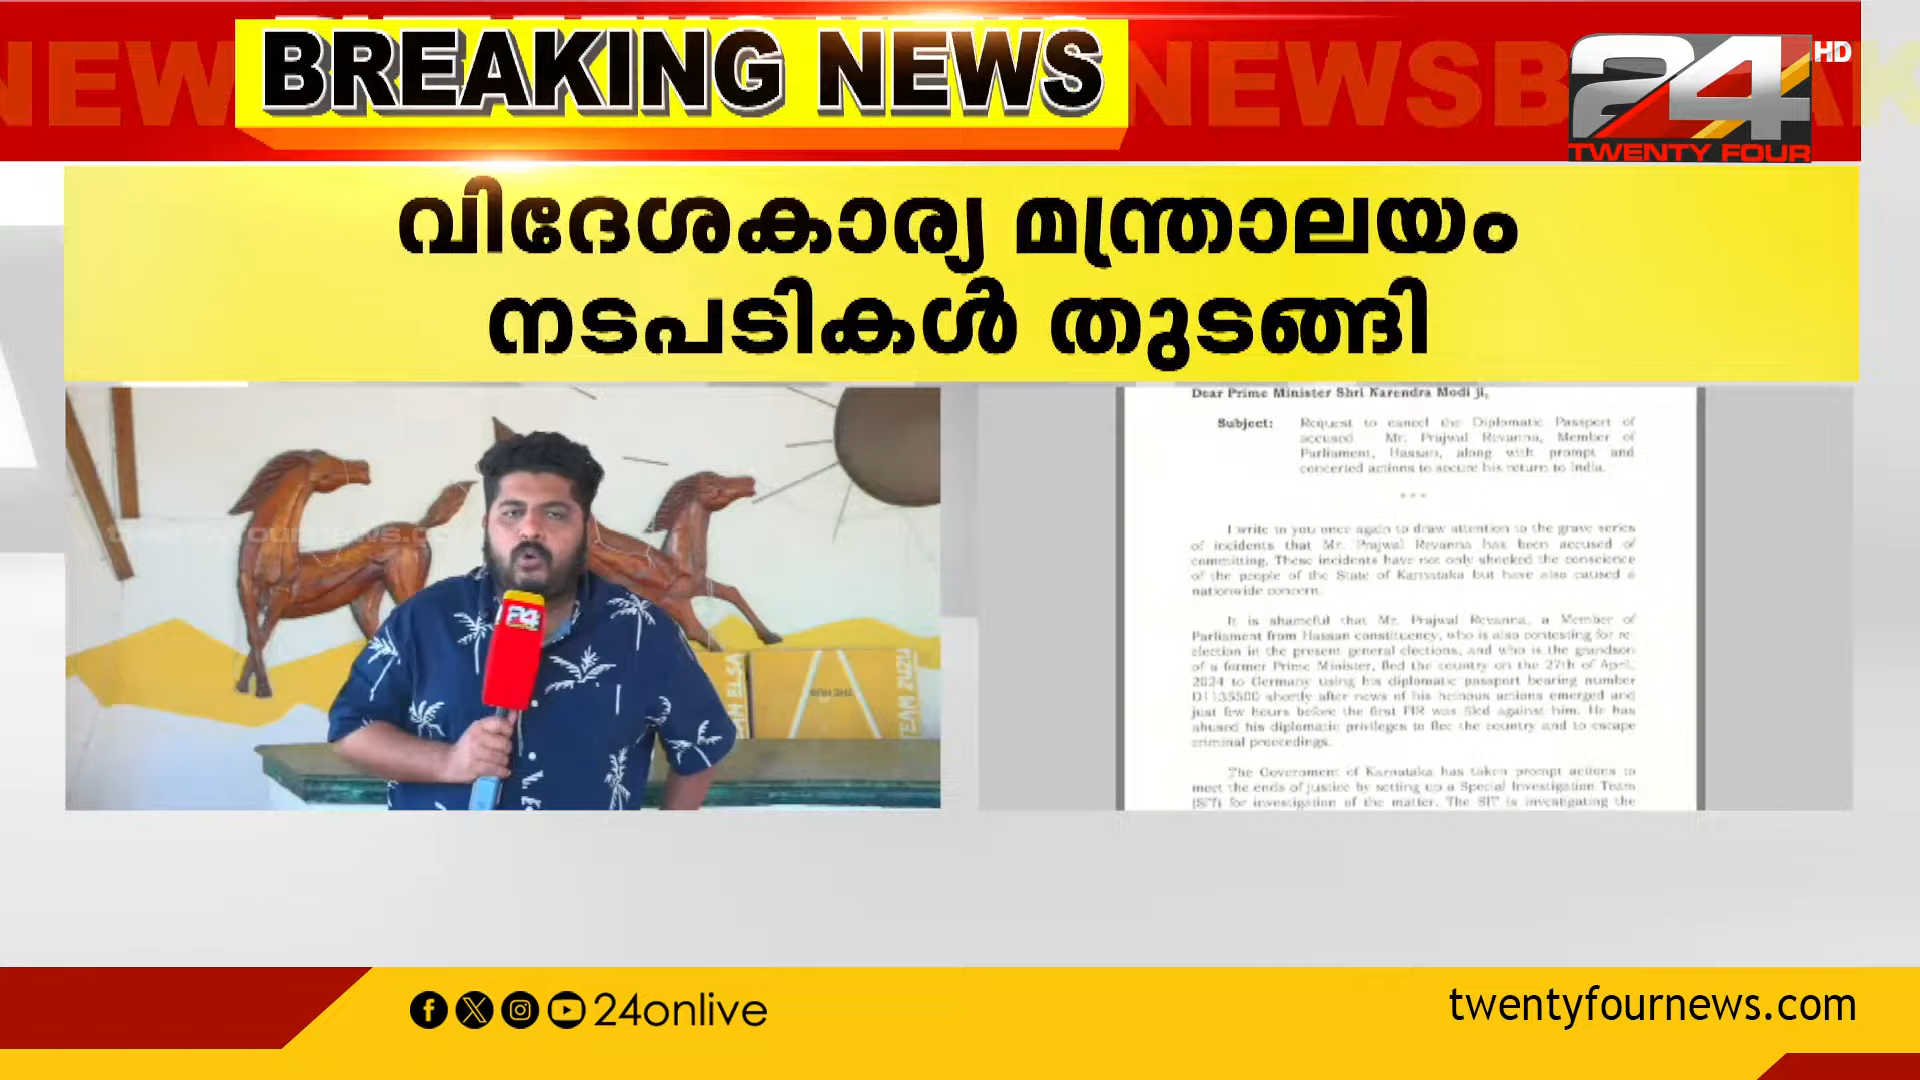 BREAKING NEWS
24 HD
TWENTY FOUR
വിദേശകാര്യ മന്ത്രാലയം
നടപടികൾ തുടങ്ങി
24
TEAM 2020
Dear Prime Minister Shri Narendra Modi ji,
Subject: Request to cancel the Diplomatic Passport of
accused Mr. Prajwal Revanna, Member of
Parliament, Hassan, along with prompt and
concerted actions to secure his return to India.
***
I write to you once again to draw attention to the grave series
of incidents that Mr. Prajwal Revanna has been accused of
committing. These incidents have not only shocked the conscience
of the people of the State of Karnataka but have also caused a
nationwide concern.
It is shameful that Mr. Prajwal Revanna, a Member of
Parliament from Hassan constituency, who is also contesting for re-
election in the present general elections, and who is the grandson
of a former Prime Minister, fled the country on the 27th of April,
2024 to Germany using his diplomatic passport bearing number
D1135500 shortly after news of his heinous actions emerged and
just few hours before the first FIR was filed against him. He has
abused his diplomatic privileges to flee the country and to escape
criminal proceedings.
The Government of Karnataka has taken prompt actions to
meet the ends of justice by setting up a Special Investigation Team
(SIT) for investigation of the matter. The SIT is investigating the
24onlive
twentyfournews.com